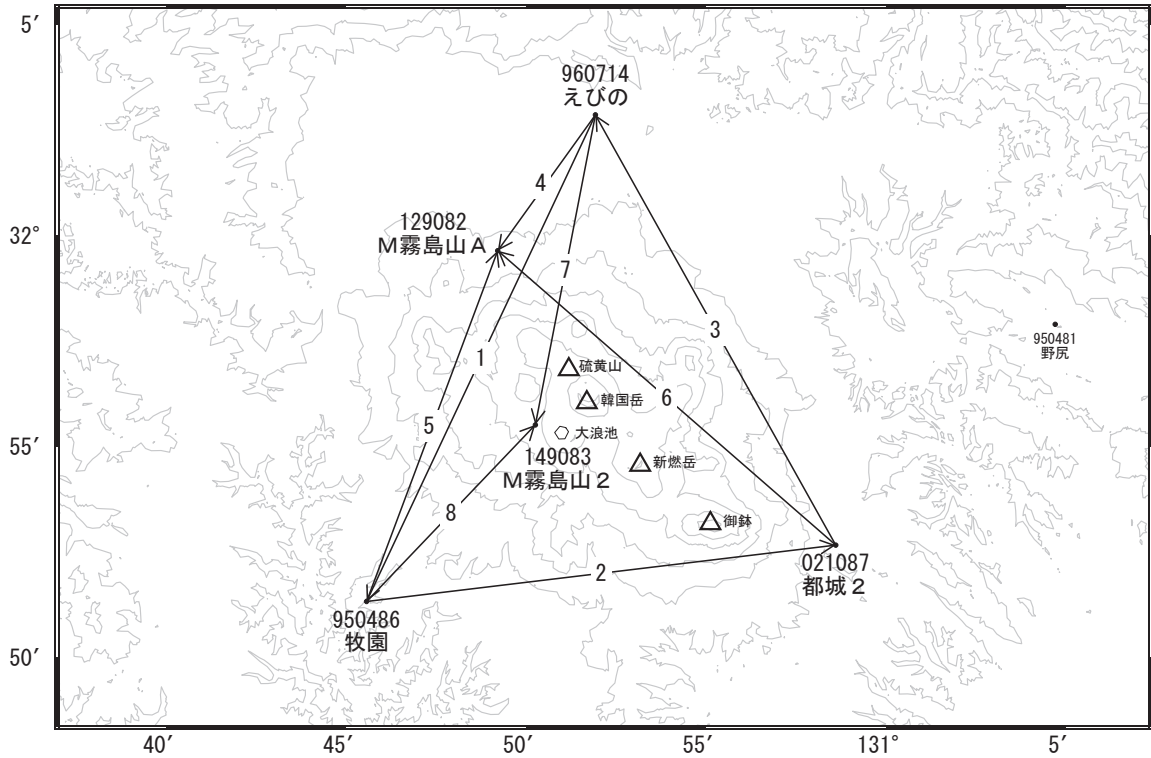 5′
960714
えびの
4
129082
M霧島山A
32°
7
3
950481
野尻
1
硫黄山
6
韓国岳
5
大浪池
55′
149083
M霧島山2
新燃岳
8
御鉢
2
021087
都城2
950486
牧園
50′
40′
45′
50′
55′
131°
5′